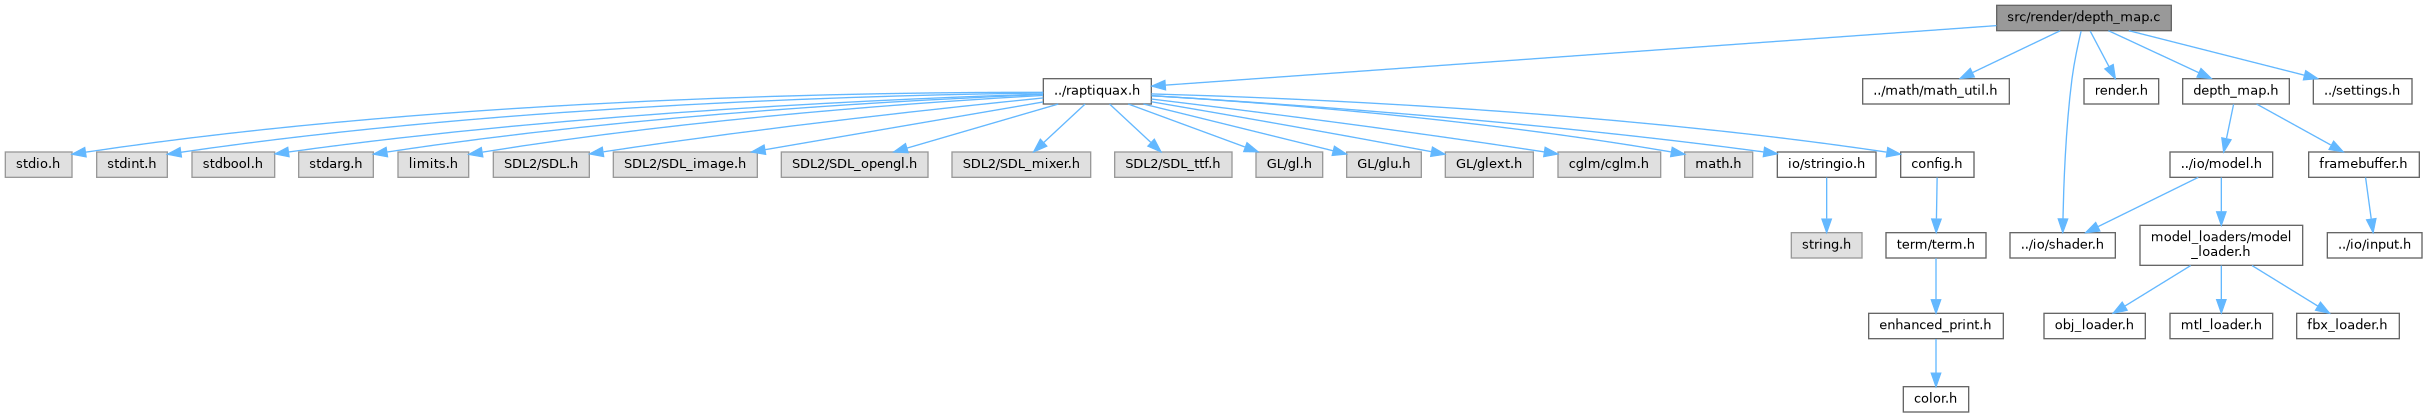 src/render/depth_map.c
../raptiquax.h
../math/math_util.h
render.h
depth_map.h
../settings.h
stdio.h
stdint.h
stdbool.h
stdarg.h
limits.h
SDL2/SDL.h
SDL2/SDL_image.h
SDL2/SDL_opengl.h
SDL2/SDL_mixer.h
SDL2/SDL_ttf.h
GL/gl.h
GL/glu.h
GL/glext.h
cglm/cglm.h
math.h
io/stringio.h
config.h
../io/model.h
framebuffer.h
string.h
term/term.h
../io/shader.h
model_loaders/model
_loader.h
../io/input.h
enhanced_print.h
obj_loader.h
mtl_loader.h
fbx_loader.h
color.h